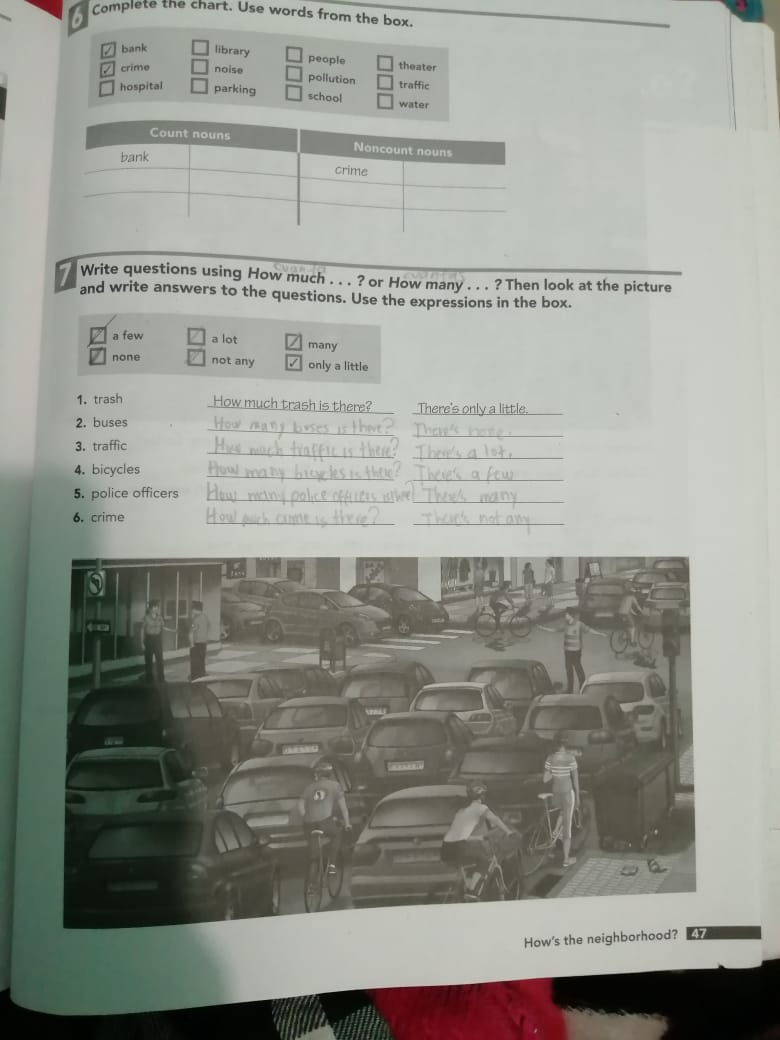 6 Complete the chart. Use words from the box.
bank library people theater
crime noise pollution traffic
hospital parking school water
Count nouns Noncount nouns
bank crime
7 Write questions using How much . . . ? or How many . . . ? Then look at the picture
and write answers to the questions. Use the expressions in the box.
a few a lot many
none not any only a little
1. trash How much trash is there? There's only a little.
2. buses How many buses is there? There's none.
3. traffic How much traffic is there? There's a lot.
4. bicycles How many bicycles is there? There's a few
5. police officers How many police officers is there? There's many
6. crime How much crime is there? There's not any
How's the neighborhood? 47